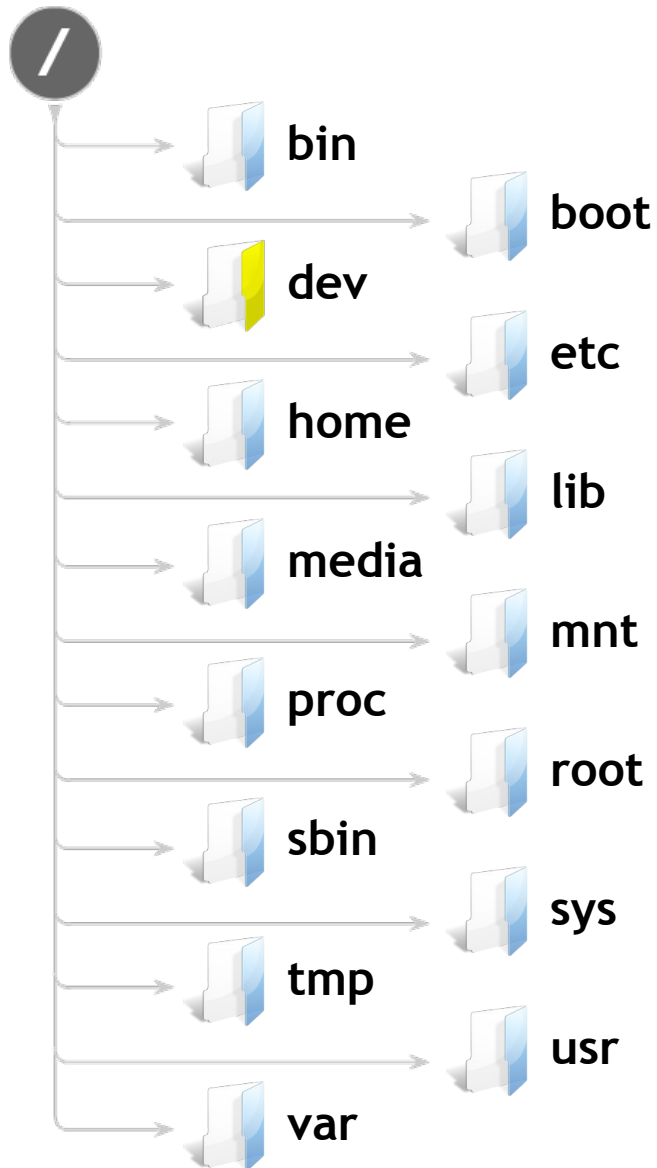 /
bin
boot
dev
etc
home
lib
media
mnt
proc
root
sbin
sys
tmp
usr
var